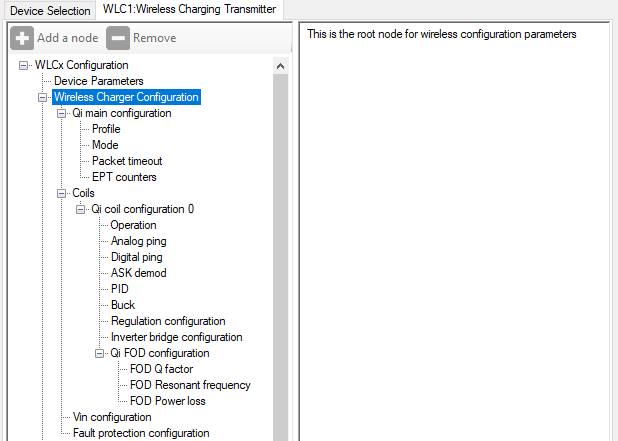 Device Selection
WLC1:Wireless Charging Transmitter
Add a node
Remove
WLCx Configuration
Device Parameters
Wireless Charger Configuration
Qi main configuration
Profile
Mode
Packet timeout
EPT counters
Coils
Qi coil configuration 0
Operation
Analog ping
Digital ping
ASK demod
PID
Buck
Regulation configuration
Inverter bridge configuration
Qi FOD configuration
FOD Q factor
FOD Resonant frequency
FOD Power loss
Vin configuration
Fault protection configuration
This is the root node for wireless configuration parameters